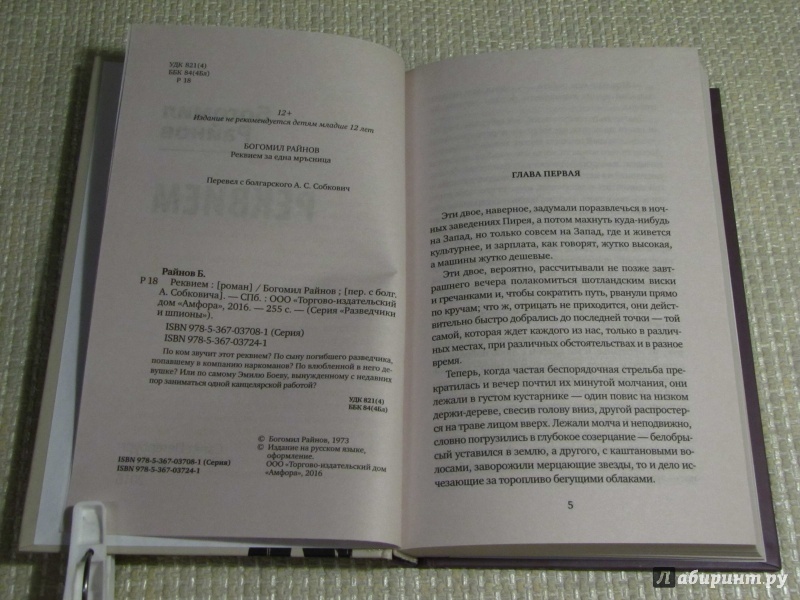 УДК 821(4)
ББК 84(4Бл)
Р 18
12+
Издание не рекомендуется детям младше 12 лет
БОГОМИЛ РАЙНОВ
Реквием за една мръсница
Перевел с болгарского А. С. Собкович
Райнов Б.
Р 18 Реквием : [роман] / Богомил Райнов ; [пер. с болг.
А. Собковича]. — СПб. : ООО «Торгово-издательский
дом «Амфора», 2016. — 255 с. — (Серия «Разведчики
и шпионы»).
ISBN 978-5-367-03708-1 (Серия)
ISBN 978-5-367-03724-1
По ком звучит этот реквием? По сыну погибшего разведчика,
попавшему в компанию наркоманов? По влюбленной в него де-
вушке? Или по самому Эмилю Боеву, вынужденному с недавних
пор заниматься одной канцелярской работой?
УДК 821(4)
ББК 84(4Бл)
© Богомил Райнов, 1973
© Издание на русском языке,
оформление.
ООО «Торгово-издательский дом
«Амфора», 2016
ISBN 978-5-367-03708-1 (Серия)
ISBN 978-5-367-03724-1
ГЛАВА ПЕРВАЯ
Эти двое, наверное, задумали поразвлечься в ноч-
ных заведениях Пирея, а потом махнуть куда-нибудь
на Запад, но только совсем на Запад, где и живется
культурнее, и зарплата, как говорят, жутко высокая,
а машины жутко дешевые.
Эти двое, вероятно, рассчитывали не позже завт-
рашнего вечера полакомиться шотландским виски
и гречанками и, чтобы сократить путь, рванули прямо
по кручам; что ж, отрицать не приходится, они дей-
ствительно быстро добрались до последней точки — той
самой, которая ждет каждого из нас, только в различ-
ных местах, при различных обстоятельствах и в разное
время.
Теперь, когда частая беспорядочная стрельба пре-
кратилась и вечер почтил их минутой молчания, они
лежали в густом кустарнике — один повис на низком
держи-дереве, свесив голову вниз, другой распростер-
ся на траве лицом вверх. Лежали молча и неподвижно,
словно погрузились в глубокое созерцание — белобры-
сый уставился в землю, а другого, с каштановыми во-
лосами, заворожили мерцающие звезды, то и дело ис-
чезающие за торопливо бегущими облаками.
5
Лабиринт.ру